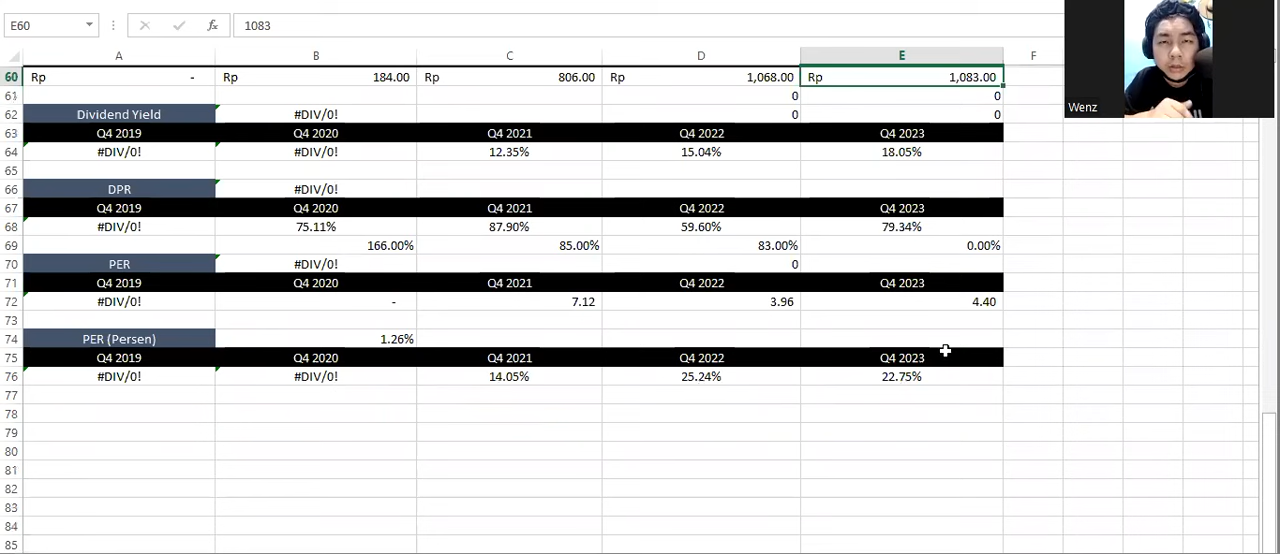 E60 fx 1083
A B C D E F
60 Rp - Rp 184.00 Rp 806.00 Rp 1,068.00 Rp 1,083.00
61 0 0
Wenz
62 Dividend Yield #DIV/0! 0 0
63 Q4 2019 Q4 2020 Q4 2021 Q4 2022 Q4 2023
64 #DIV/0! #DIV/0! 12.35% 15.04% 18.05%
65
66 DPR #DIV/0!
67 Q4 2019 Q4 2020 Q4 2021 Q4 2022 Q4 2023
68 #DIV/0! 75.11% 87.90% 59.60% 79.34%
69 166.00% 85.00% 83.00% 0.00%
70 PER #DIV/0! 0
71 Q4 2019 Q4 2020 Q4 2021 Q4 2022 Q4 2023
72 #DIV/0! - 7.12 3.96 4.40
73
74 PER (Persen) 1.26%
75 Q4 2019 Q4 2020 Q4 2021 Q4 2022 Q4 2023
76 #DIV/0! #DIV/0! 14.05% 25.24% 22.75%
77
78
79
80
81
82
83
84
85